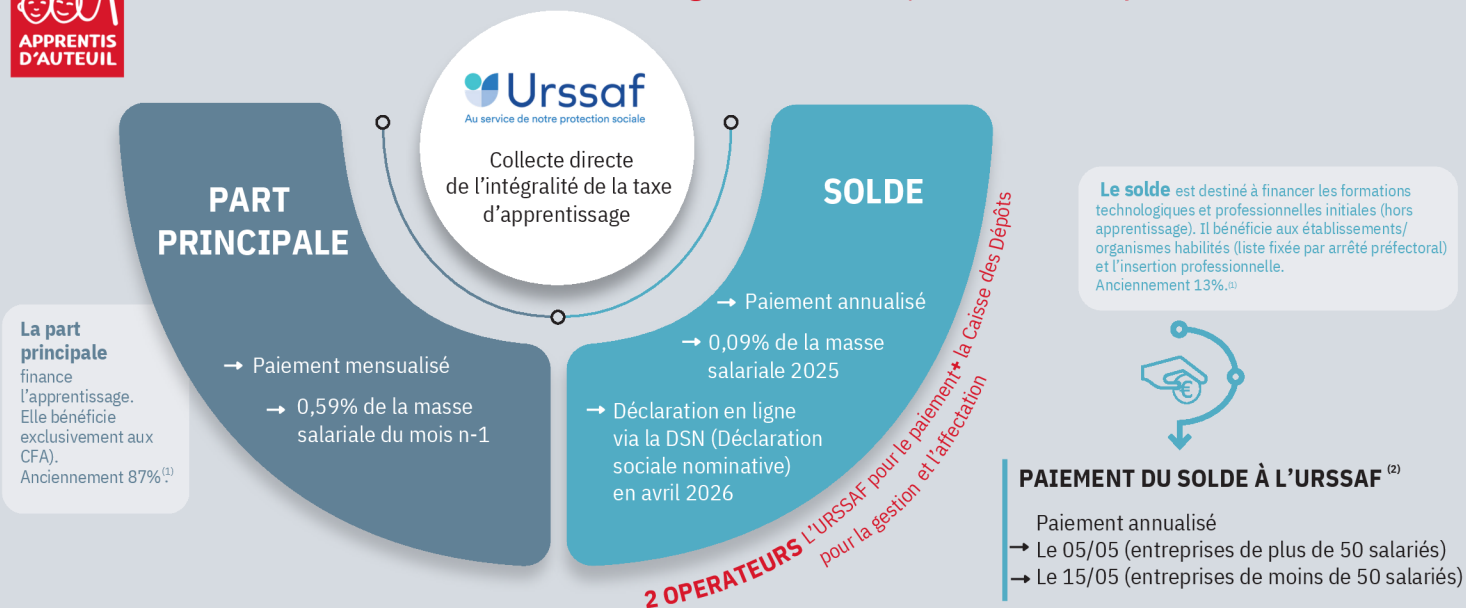 APPRENTIS
D'AUTEUIL
Urssaf
Au service de notre protection sociale
Collecte directe
de l'intégralité de la taxe
d'apprentissage
PART
PRINCIPALE
→ Paiement mensualisé
→ 0,59% de la masse
salariale du mois n-1
La part
principale
finance
l'apprentissage.
Elle bénéficie
exclusivement aux
CFA).
Anciennement 87%.(1)
SOLDE
→ Paiement annualisé
→ 0,09% de la masse
salariale 2025
→ Déclaration en ligne
via la DSN (Déclaration
sociale nominative)
en avril 2026
2 OPERATEURS L'URSSAF pour le paiement + la Caisse des Dépôts
pour la gestion et l'affectation
Le solde est destiné à financer les formations
technologiques et professionnelles initiales (hors
apprentissage). Il bénéficie aux établissements/
organismes habilités (liste fixée par arrêté préfectoral)
et l'insertion professionnelle.
Anciennement 13%.(1)
€
PAIEMENT DU SOLDE À L'URSSAF (2)
Paiement annualisé
→ Le 05/05 (entreprises de plus de 50 salariés)
→ Le 15/05 (entreprises de moins de 50 salariés)